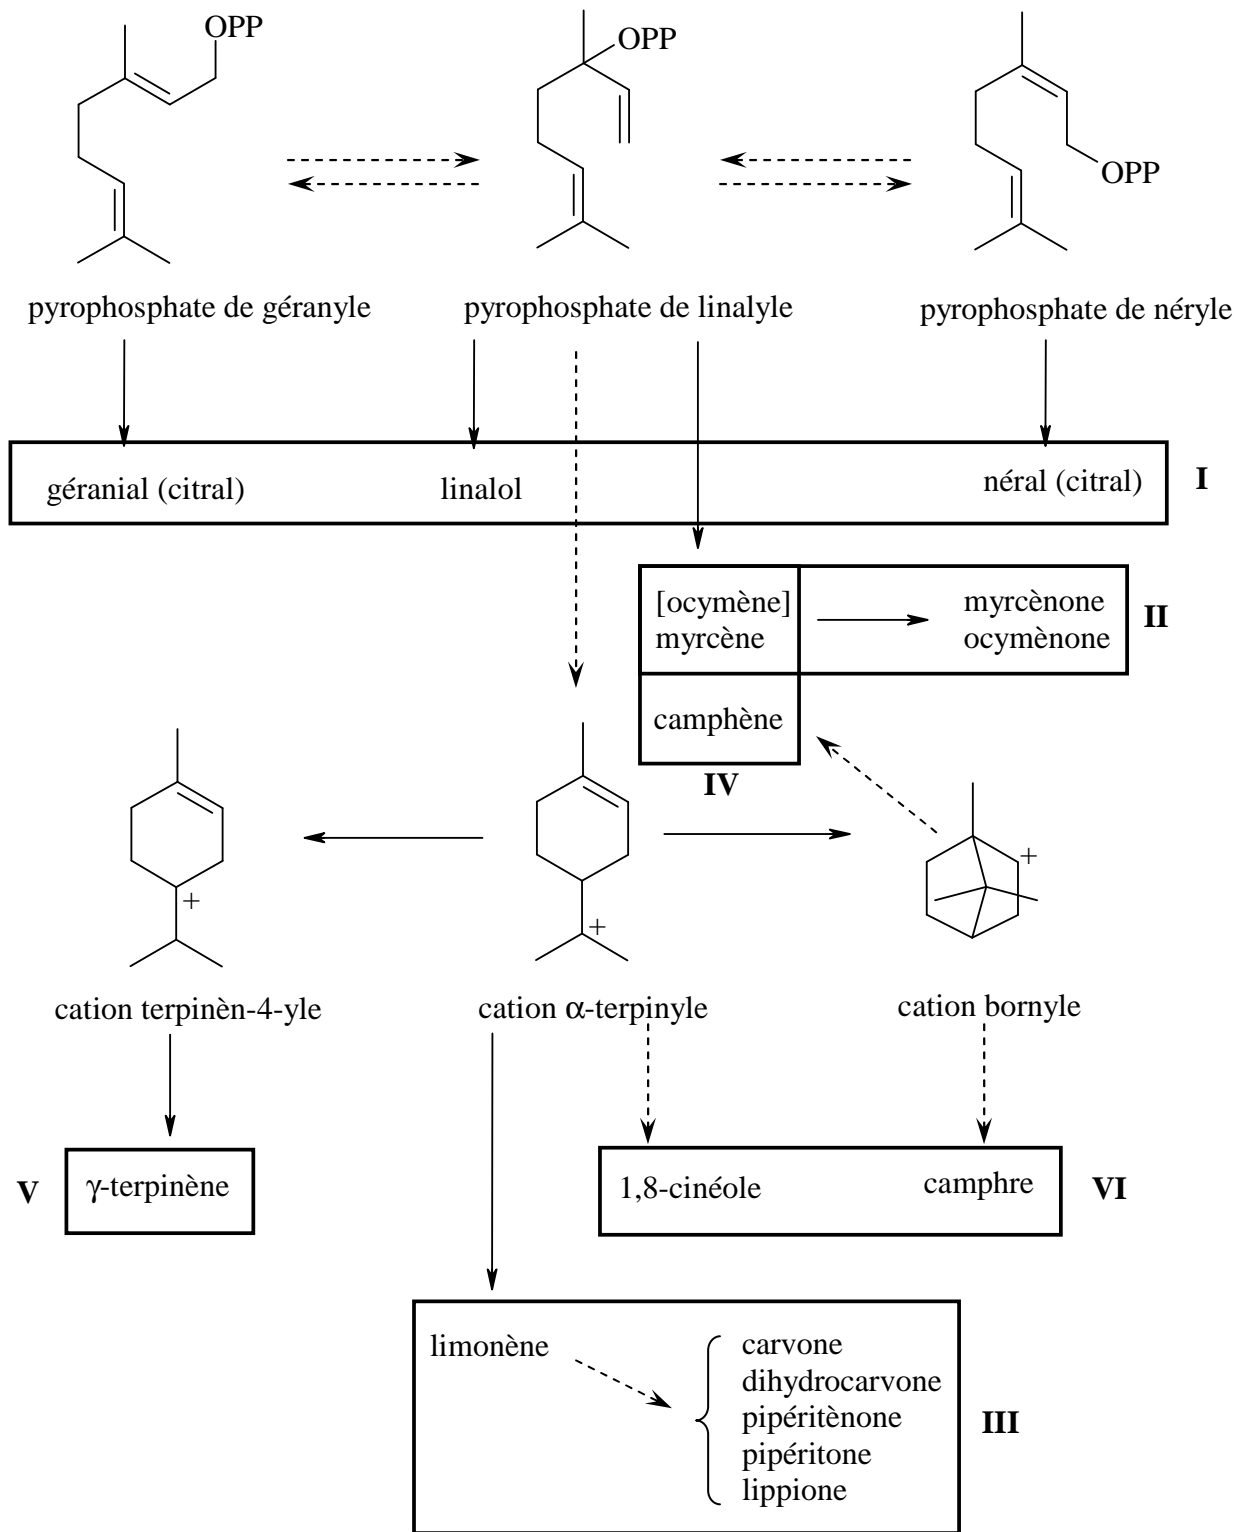 OPP
OPP
OPP
pyrophosphate de géranyle
pyrophosphate de linalyle
pyrophosphate de néryle
géranial (citral)
linalol
néral (citral)
I
[ocymène]
myrcène
myrcènone
ocymènone
II
camphène
IV
+
+
+
cation terpinèn-4-yle
cation α-terpinyle
cation bornyle
V
γ-terpinène
1,8-cinéole
camphre
VI
limonène
carvone
dihydrocarvone
pipéritènone
pipéritone
lippione
III